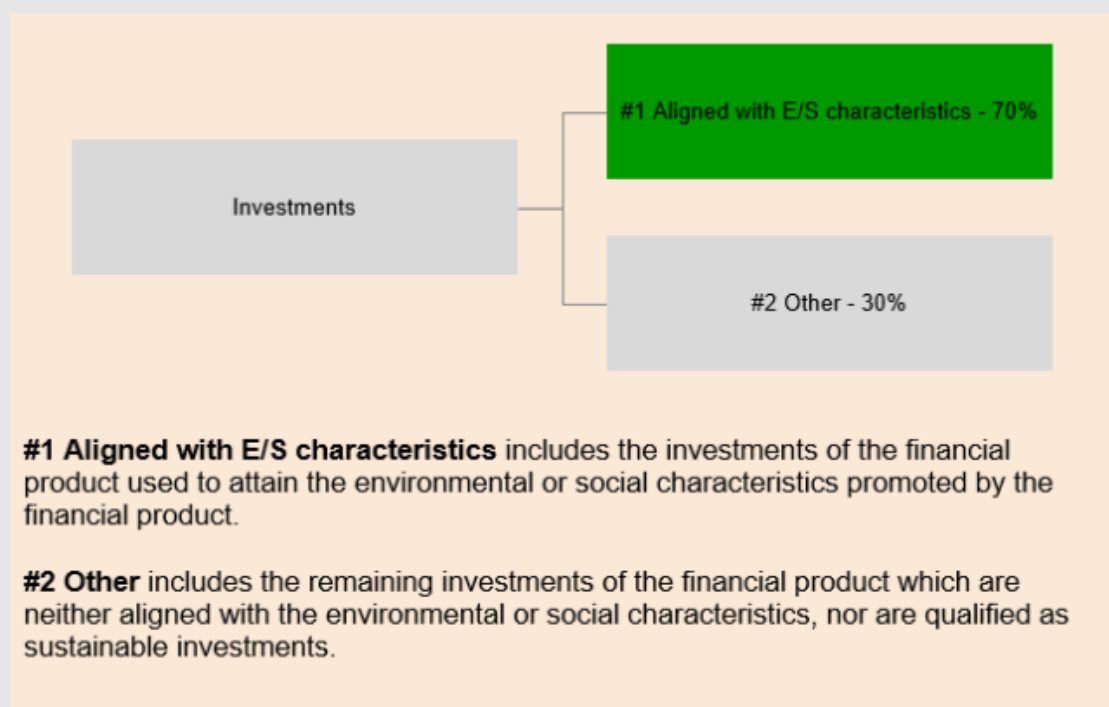 #1 Aligned with E/S characteristics - 70%
Investments
#2 Other - 30%
#1 Aligned with E/S characteristics includes the investments of the financial
product used to attain the environmental or social characteristics promoted by the
financial product.
#2 Other includes the remaining investments of the financial product which are
neither aligned with the environmental or social characteristics, nor are qualified as
sustainable investments.